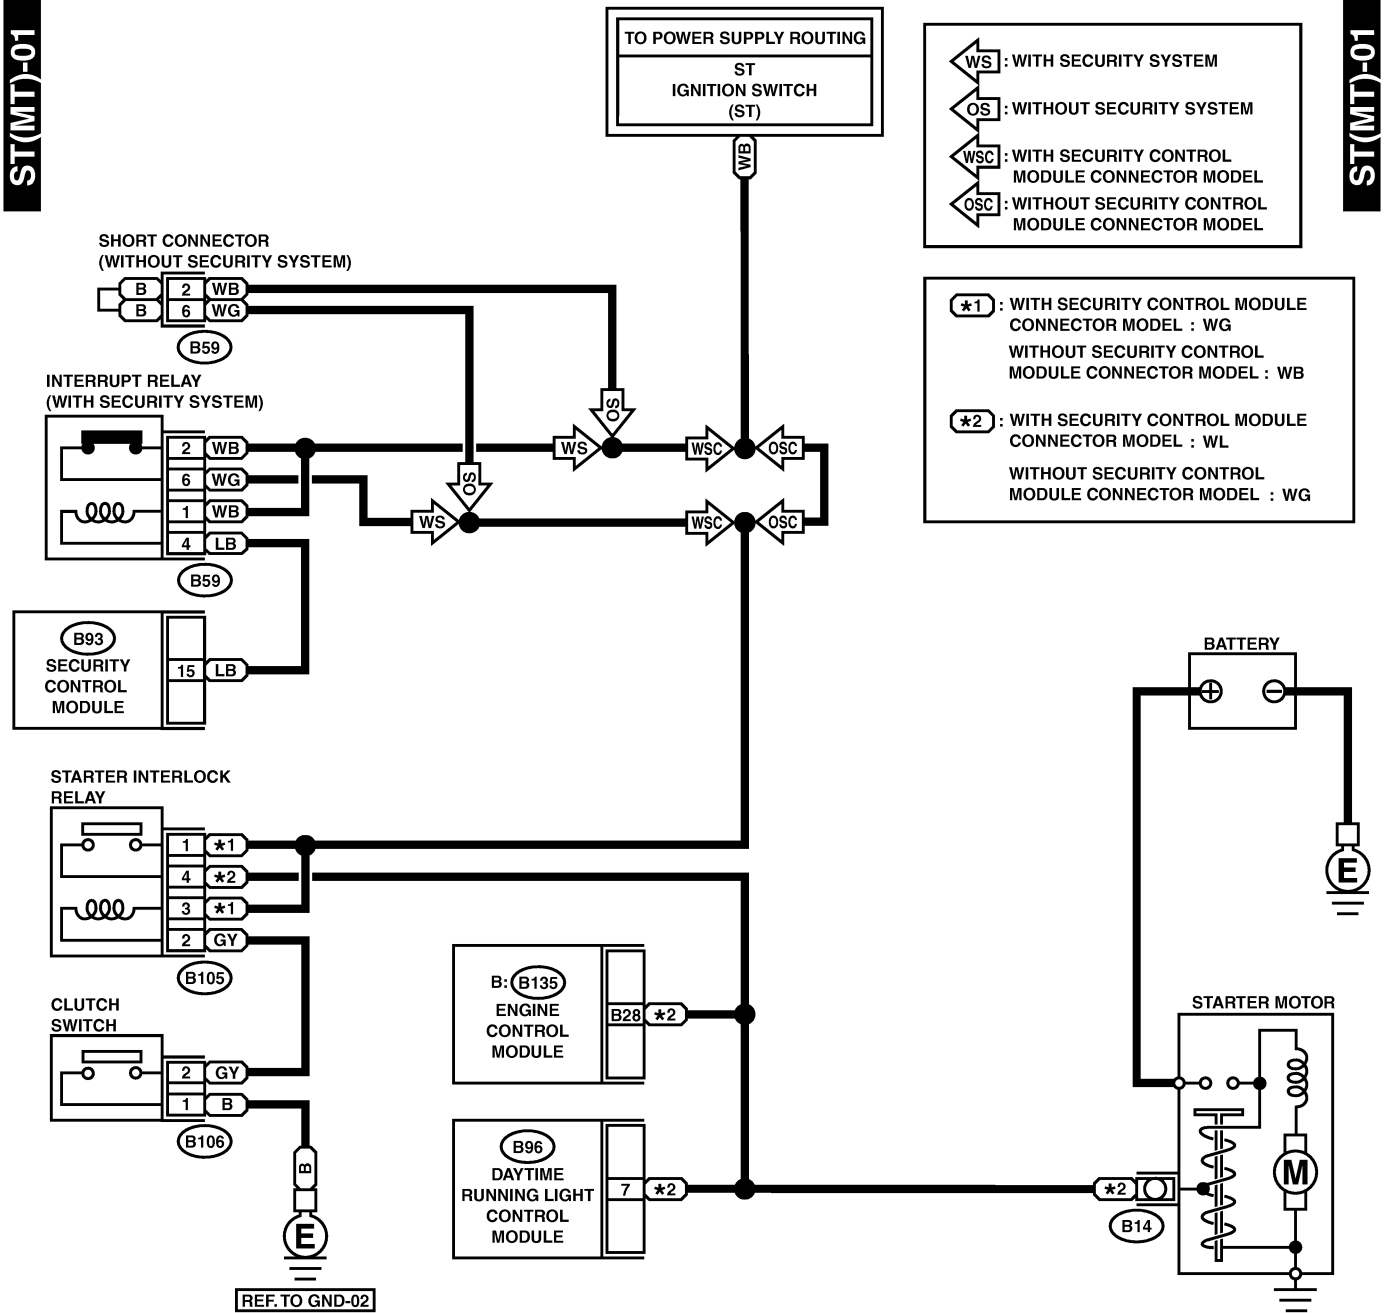 ST(MT)-01
TO POWER SUPPLY ROUTING
ST
IGNITION SWITCH
(ST)
WB
WS : WITH SECURITY SYSTEM
OS : WITHOUT SECURITY SYSTEM
WSC : WITH SECURITY CONTROL
MODULE CONNECTOR MODEL
OSC : WITHOUT SECURITY CONTROL
MODULE CONNECTOR MODEL
ST(MT)-01
*1 : WITH SECURITY CONTROL MODULE
CONNECTOR MODEL : WG
WITHOUT SECURITY CONTROL
MODULE CONNECTOR MODEL : WB
*2 : WITH SECURITY CONTROL MODULE
CONNECTOR MODEL : WL
WITHOUT SECURITY CONTROL
MODULE CONNECTOR MODEL : WG
SHORT CONNECTOR
(WITHOUT SECURITY SYSTEM)
B 2 WB
B 6 WG
B59
INTERRUPT RELAY
(WITH SECURITY SYSTEM)
OS
2 WB WS WSC OSC
6 WG OS
1 WB WS WSC OSC
4 LB
B59
B93
SECURITY
CONTROL
MODULE
15 LB
BATTERY
+ −
E
STARTER INTERLOCK
RELAY
1 *1
4 *2
3 *1
2 GY
B105
CLUTCH
SWITCH
2 GY
1 B
B106
B
E
REF. TO GND-02
B: B135
ENGINE
CONTROL
MODULE
B28 *2
B96
DAYTIME
RUNNING LIGHT
CONTROL
MODULE
7 *2
STARTER MOTOR
M
*2
B14